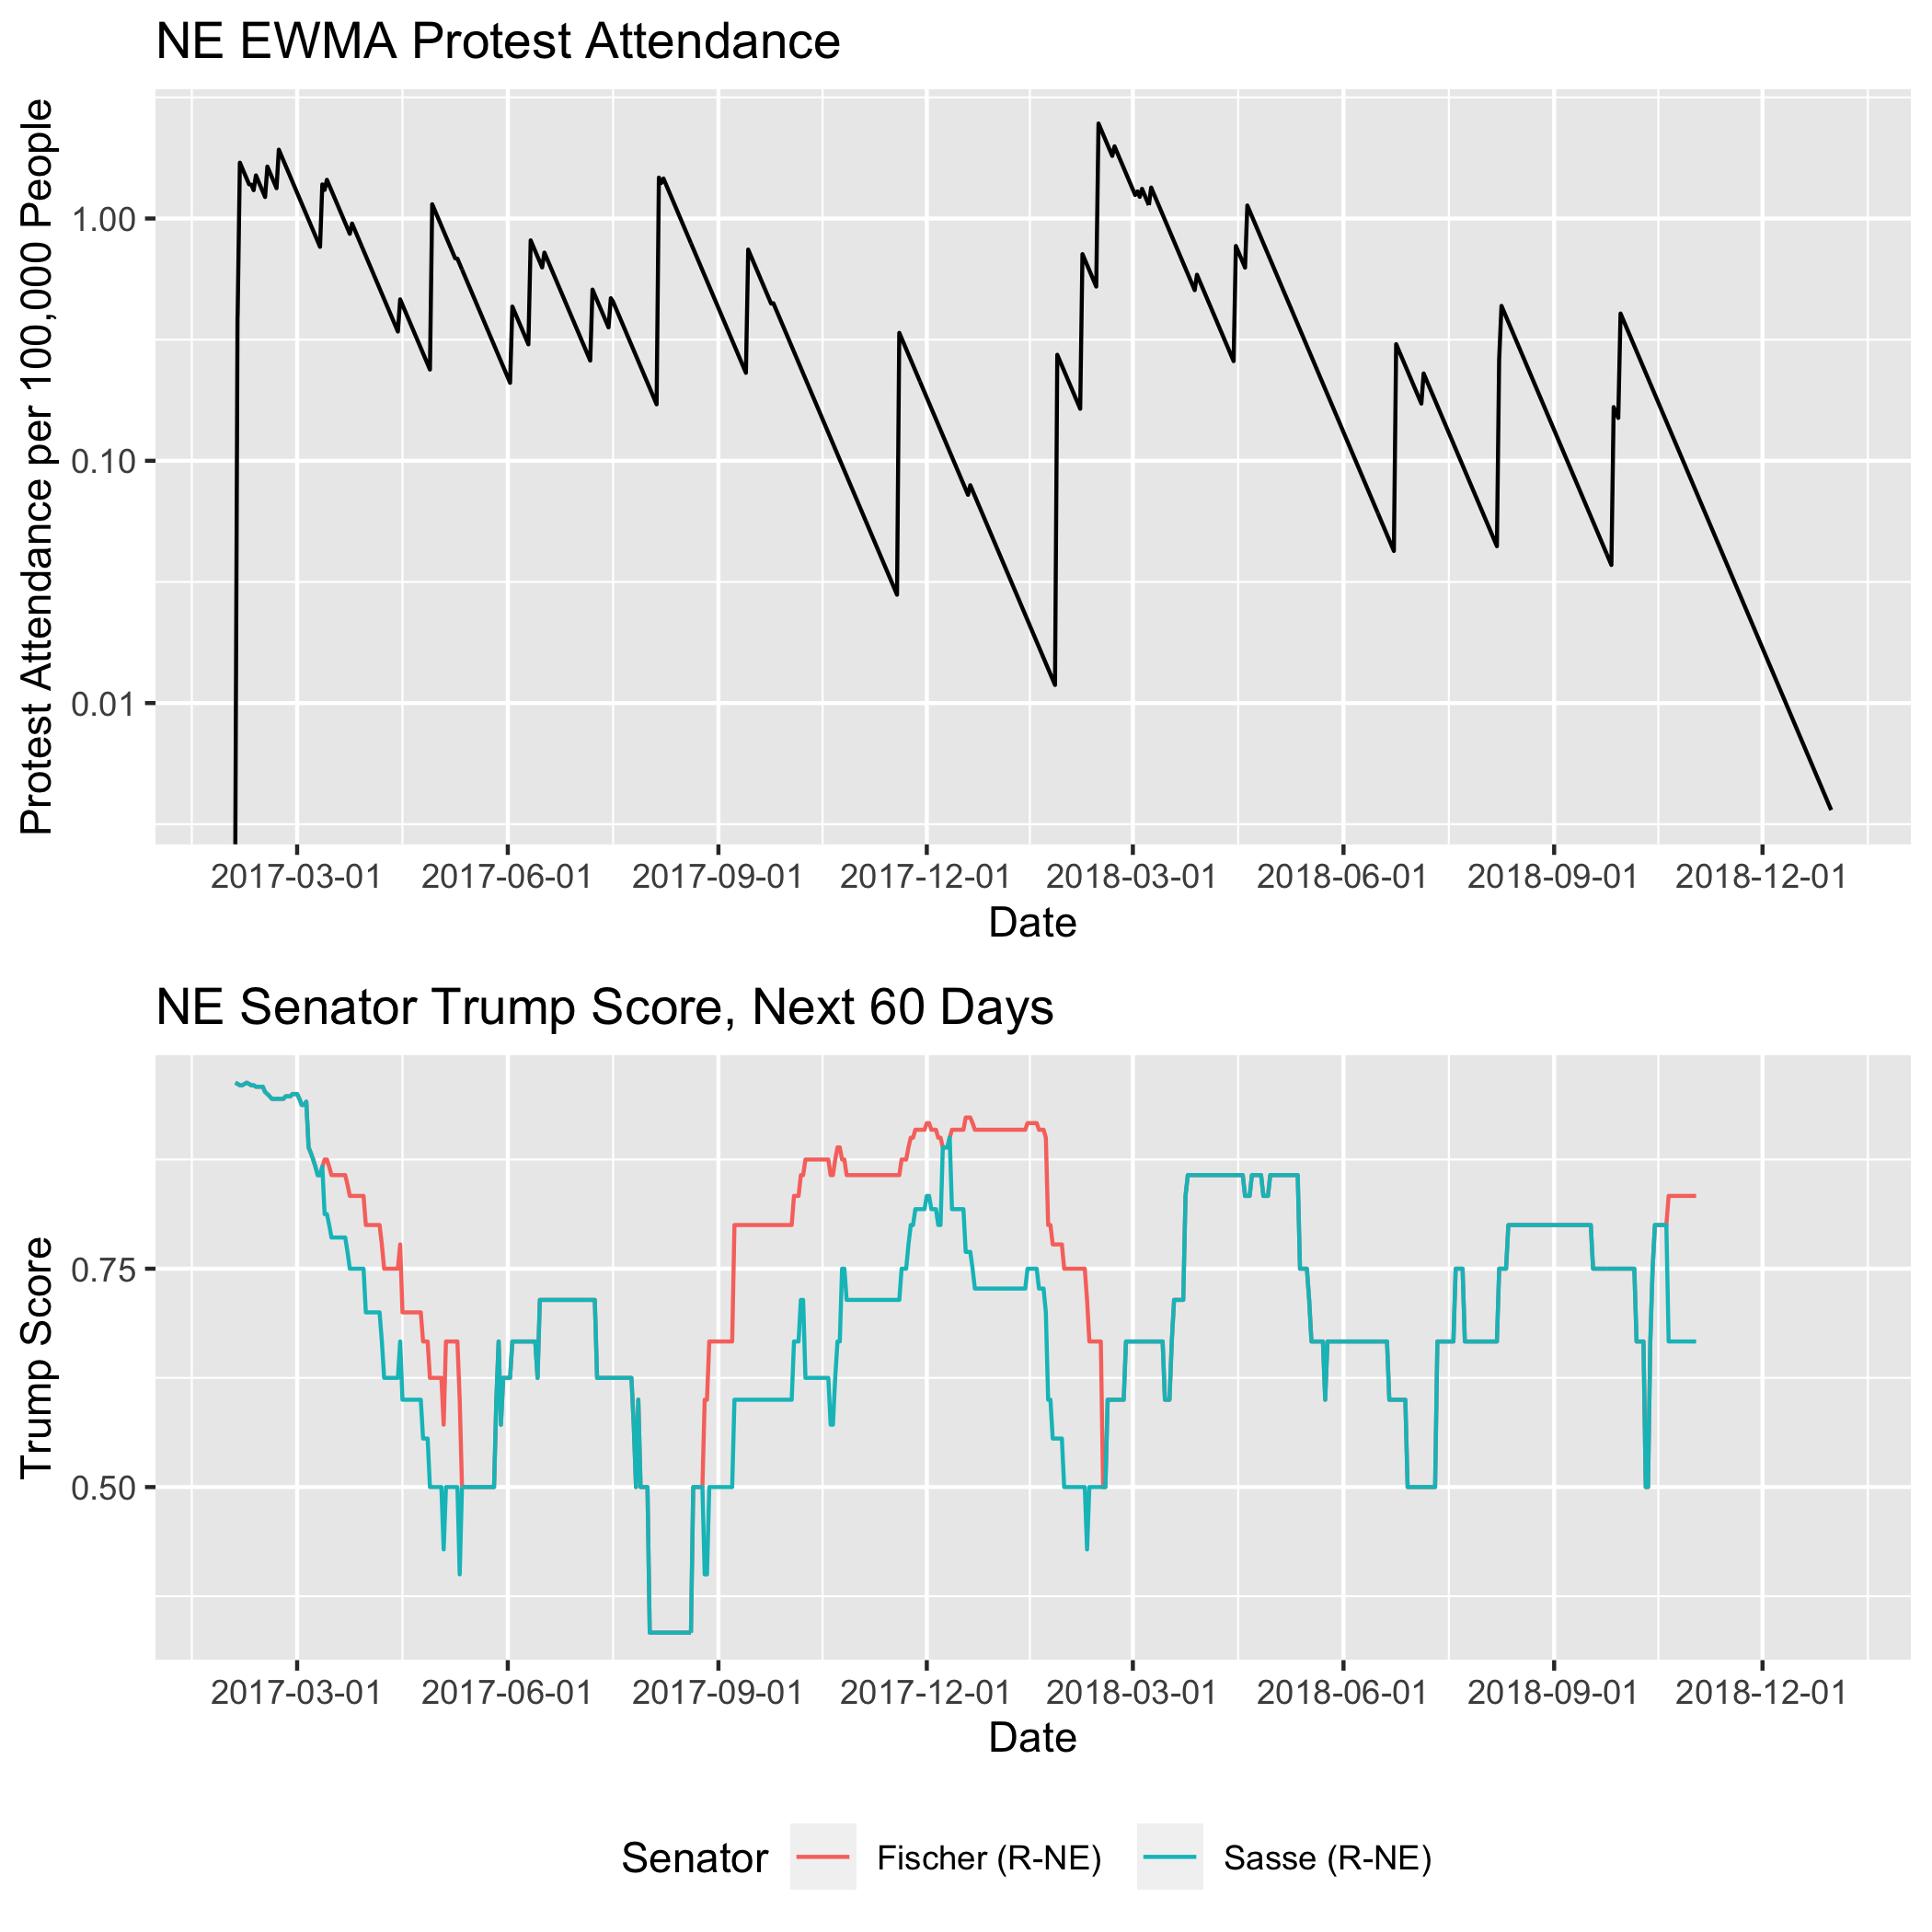 NE EWMA Protest Attendance
Protest Attendance per 100,000 People
1.00
0.10
0.01
2017-03-01 2017-06-01 2017-09-01 2017-12-01 2018-03-01 2018-06-01 2018-09-01 2018-12-01
Date
NE Senator Trump Score, Next 60 Days
Trump Score
0.75
0.50
2017-03-01 2017-06-01 2017-09-01 2017-12-01 2018-03-01 2018-06-01 2018-09-01 2018-12-01
Date
Senator Fischer (R-NE) Sasse (R-NE)